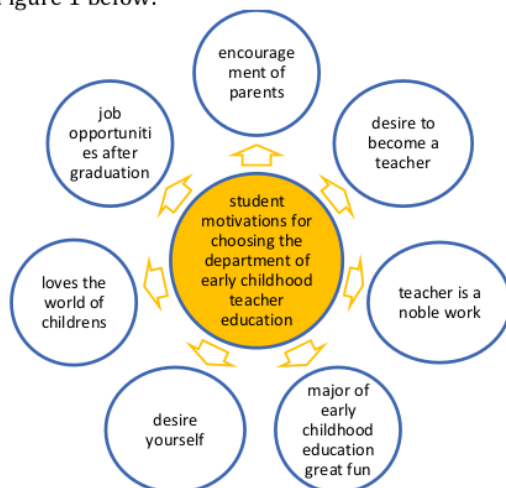 Figure 1 below:
encourage
ment of
parents
desire to
become a
teacher
teacher is a
noble work
major of
early
childhood
education
great fun
desire
yourself
loves the
world of
childrens
job
opportuniti
es after
graduation
student
motivations for
choosing the
department of
early childhood
teacher
education